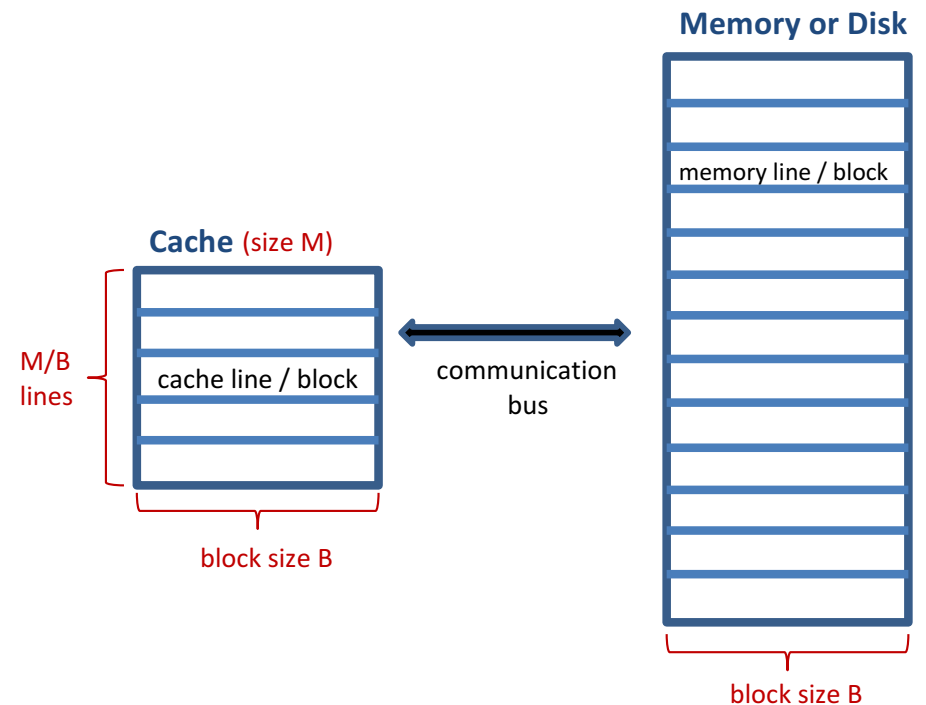 Memory or Disk
memory line / block
Cache (size M)
M/B
lines
cache line / block
communication
bus
block size B
block size B